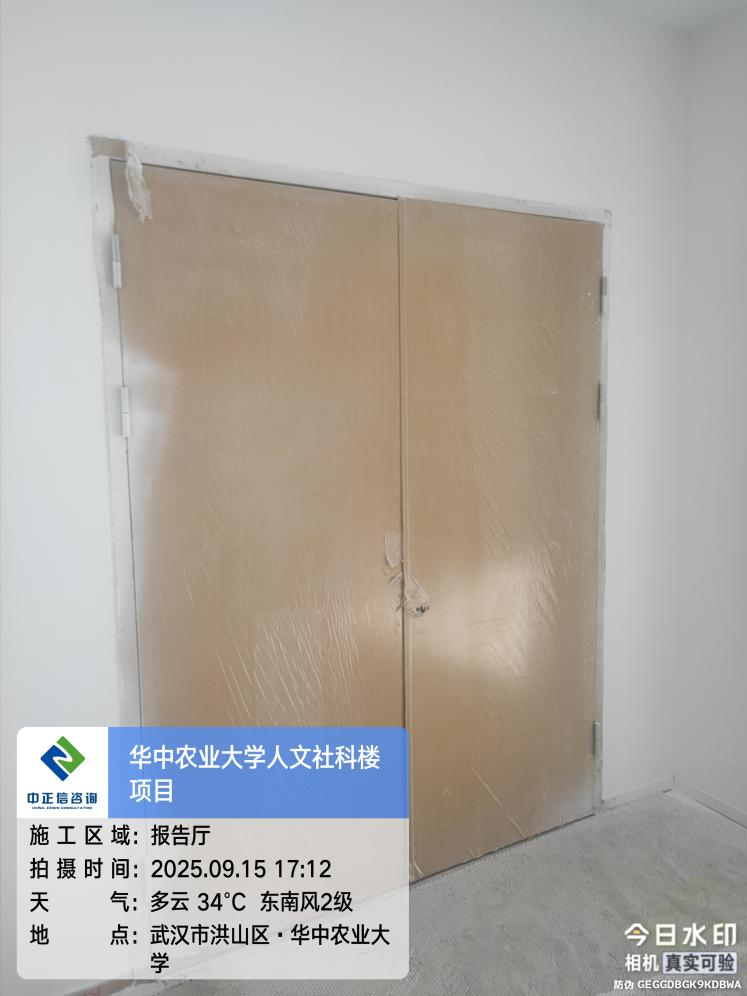 华中农业大学人文社科楼
项目
中正信咨询
施工区域：报告厅
拍摄时间：2025.09.15 17:12
天气：多云 34℃ 东南风2级
地点：武汉市洪山区·华中农业大
学
今日水印
相机 真实可验
防伪 GEGGDBGK9KDBWA